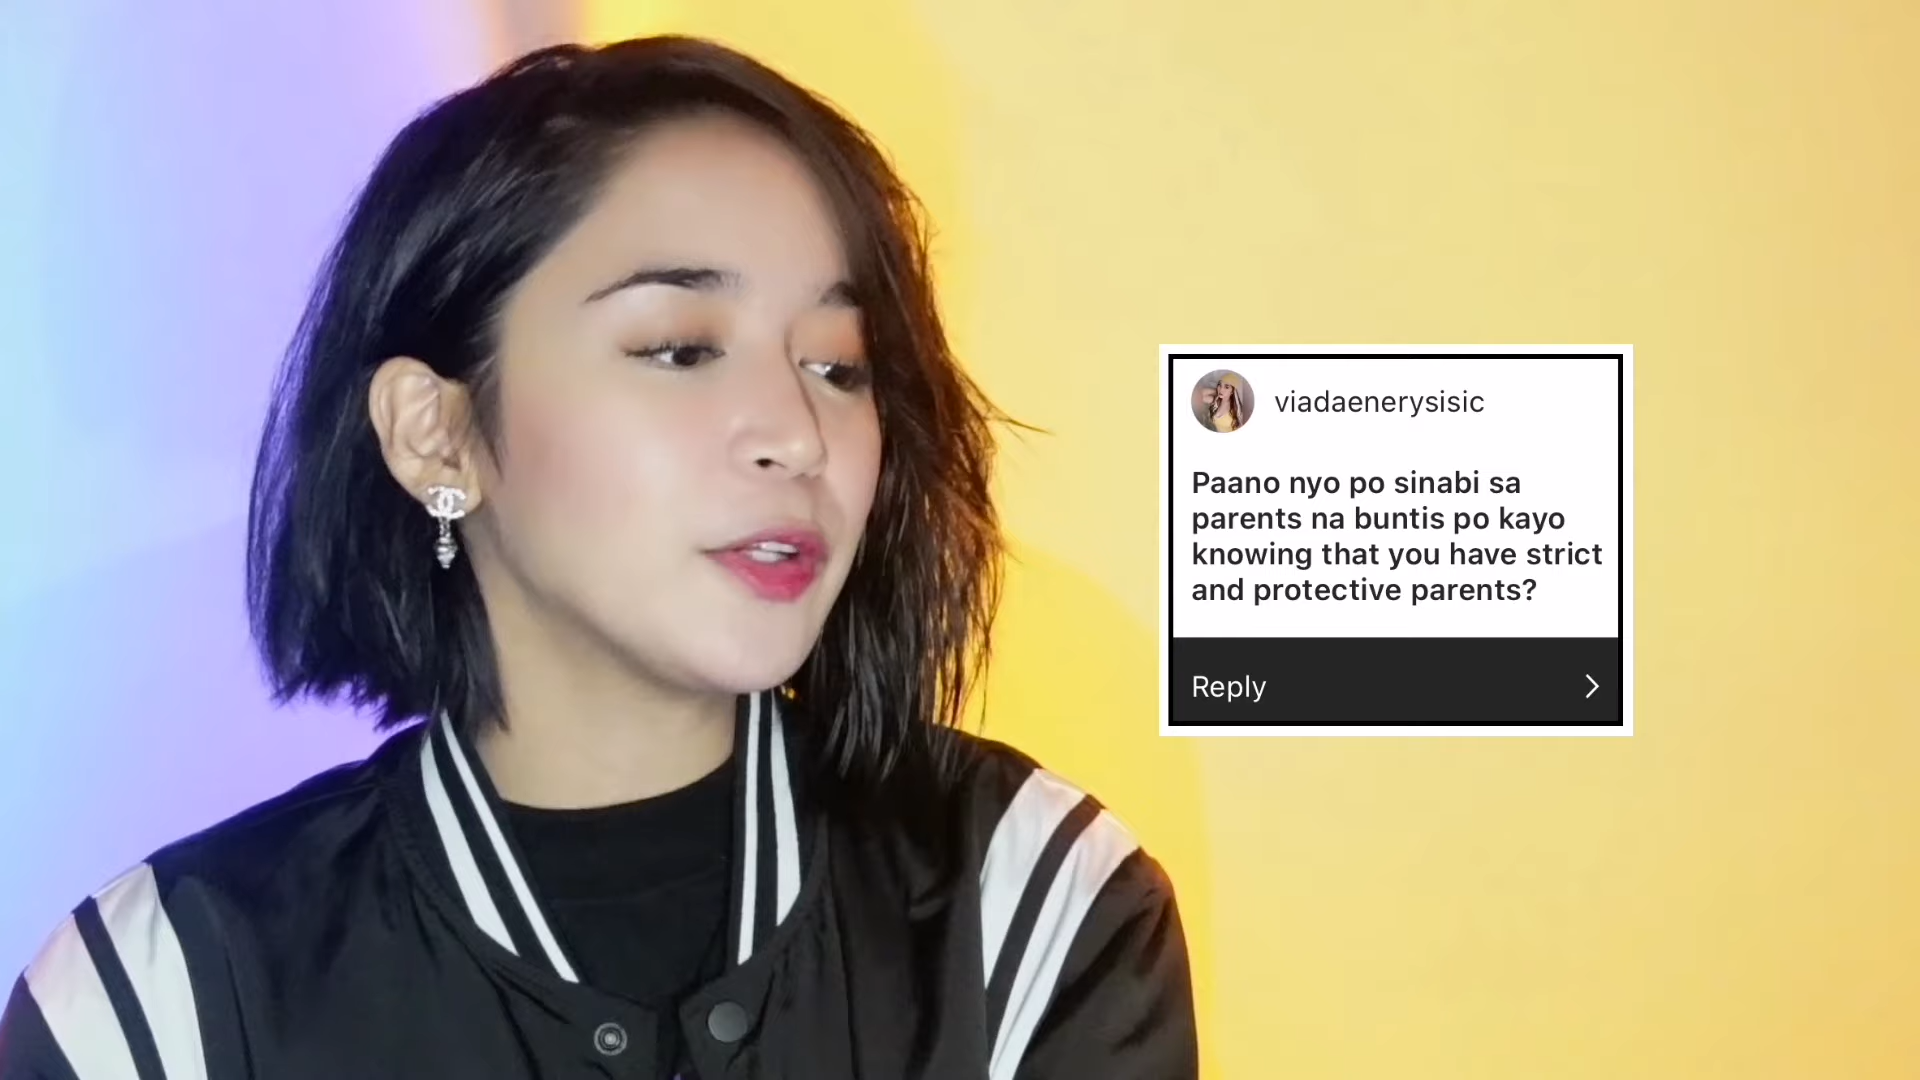 viadaenerysisic
Paano nyo po sinabi sa
parents na buntis po kayo
knowing that you have strict
and protective parents?
Reply